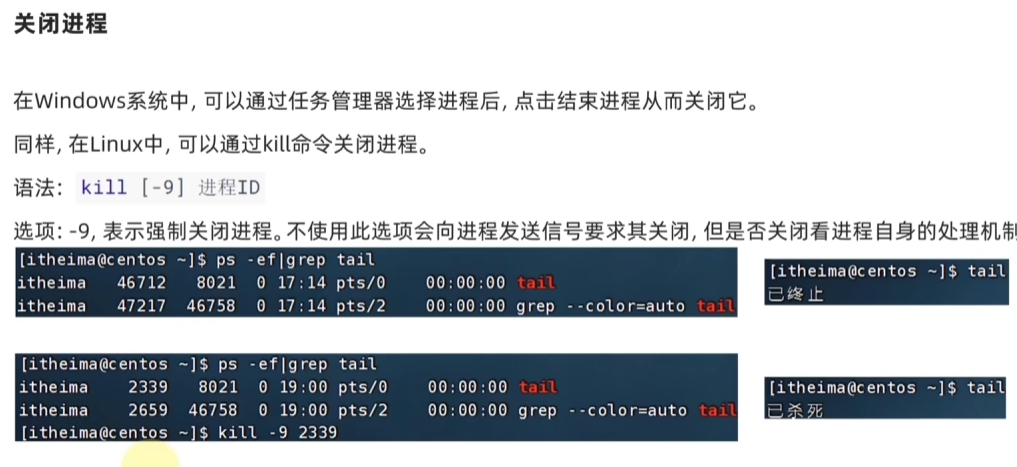 关闭进程
在Windows系统中, 可以通过任务管理器选择进程后, 点击结束进程从而关闭它。
同样, 在Linux中, 可以通过kill命令关闭进程。
语法: kill [-9] 进程ID
选项: -9, 表示强制关闭进程。不使用此选项会向进程发送信号要求其关闭, 但是否关闭看进程自身的处理机制
[itheima@centos ~]$ ps -ef|grep tail
itheima 46712 8021 0 17:14 pts/0 00:00:00 tail
itheima 47217 46758 0 17:14 pts/2 00:00:00 grep --color=auto tail
[itheima@centos ~]$ tail
已终止
[itheima@centos ~]$ ps -ef|grep tail
itheima 2339 8021 0 19:00 pts/0 00:00:00 tail
itheima 2659 46758 0 19:00 pts/2 00:00:00 grep --color=auto tail
[itheima@centos ~]$ kill -9 2339
[itheima@centos ~]$ tail
已杀死